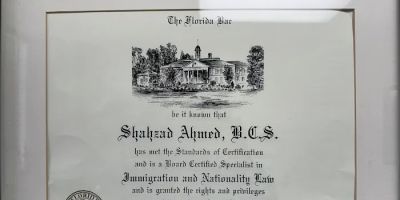 The Florida Bar
be it known that
Shahzad Ahmed, B.C.S.
has met the Standards of Certification
and is a Board Certified Specialist in
Immigration and Nationality Law
and is granted the rights and privileges
FLORIDA